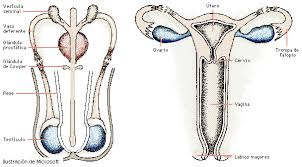 Vesícula
seminal
Vaso
deferente
Glándula
prostática
Glándula
de Cowper
Pene
Testículo
Ilustración de Microsoft
Útero
Ovario
Trompa de
Falopio
Cérvix
Vagina
Labios mayores